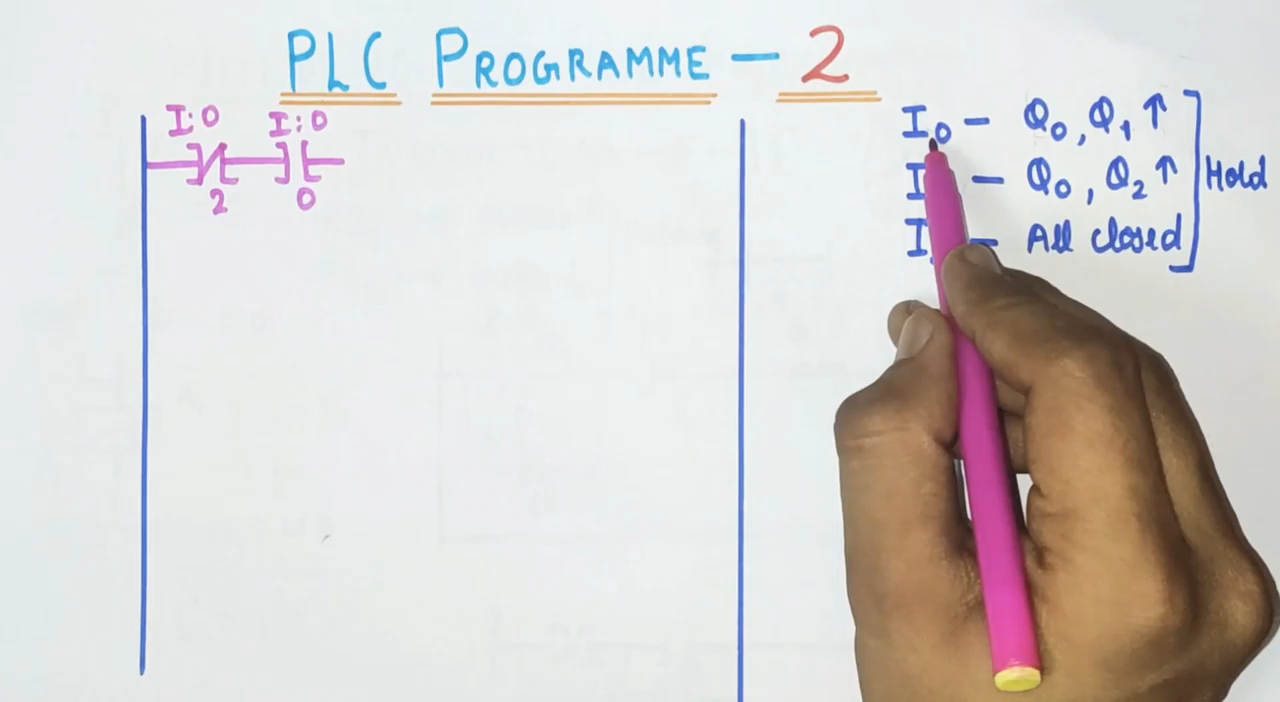 PLC PROGRAMME - 2
I:0 I:0
2 0
I0 - Q0, Q1 ↑
I - Q0, Q2 ↑ Hold
I - All closed